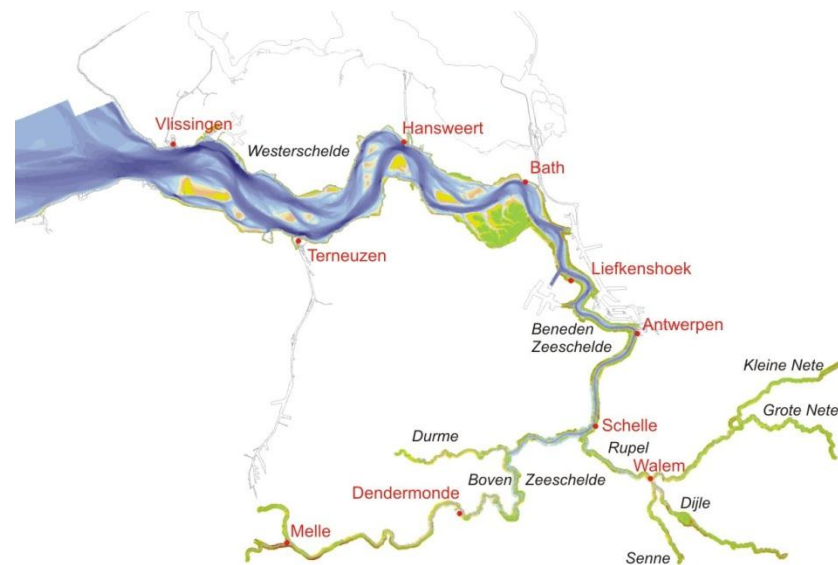 Vlissingen
Westerschelde
Hansweert
Bath
Terneuzen
Liefkenshoek
Beneden
Zeeschelde
Antwerpen
Kleine Nete
Grote Nete
Schelle
Durme
Rupel
Walem
Boven Zeeschelde
Dendermonde
Dijle
Melle
Senne